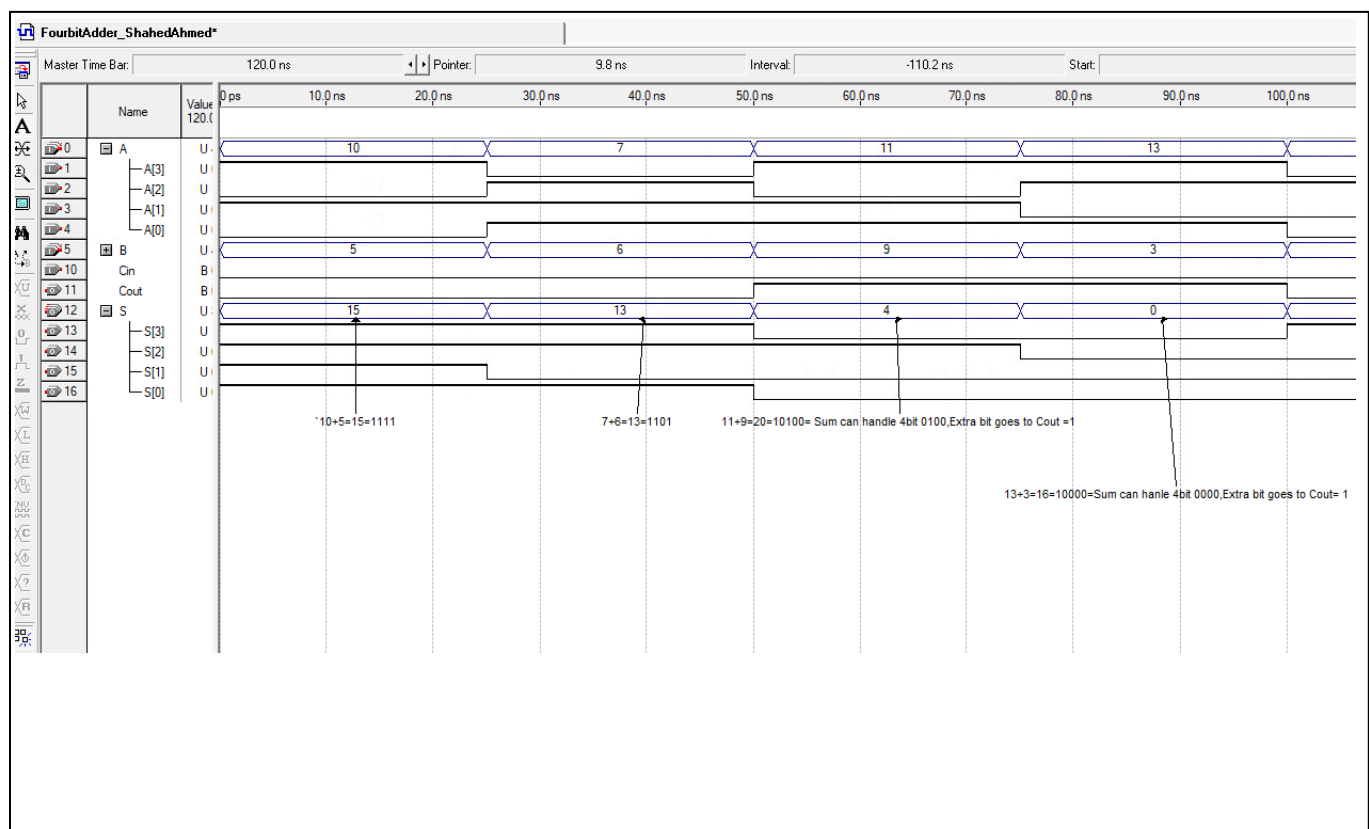 FourbitAdder_ShahedAhmed*
Master Time Bar: 120.0 ns Pointer: 9.8 ns Interval: -110.2 ns Start:
Name Value 0 ps 10.0 ns 20.0 ns 30.0 ns 40.0 ns 50.0 ns 60.0 ns 70.0 ns 80.0 ns 90.0 ns 100.0 ns
120.0
0 A U 10 7 11 13
1 A[3] U
2 A[2] U
3 A[1] U
4 A[0] U
5 B U 5 6 9 3
10 Cin B
11 Cout B
12 S U 15 13 4 0
13 S[3] U
14 S[2] U
15 S[1] U
16 S[0] U
`10+5=15=1111 7+6=13=1101 11+9=20=10100= Sum can handle 4bit 0100,Extra bit goes to Cout =1
13+3=16=10000=Sum can hanle 4bit 0000,Extra bit goes to Cout= 1